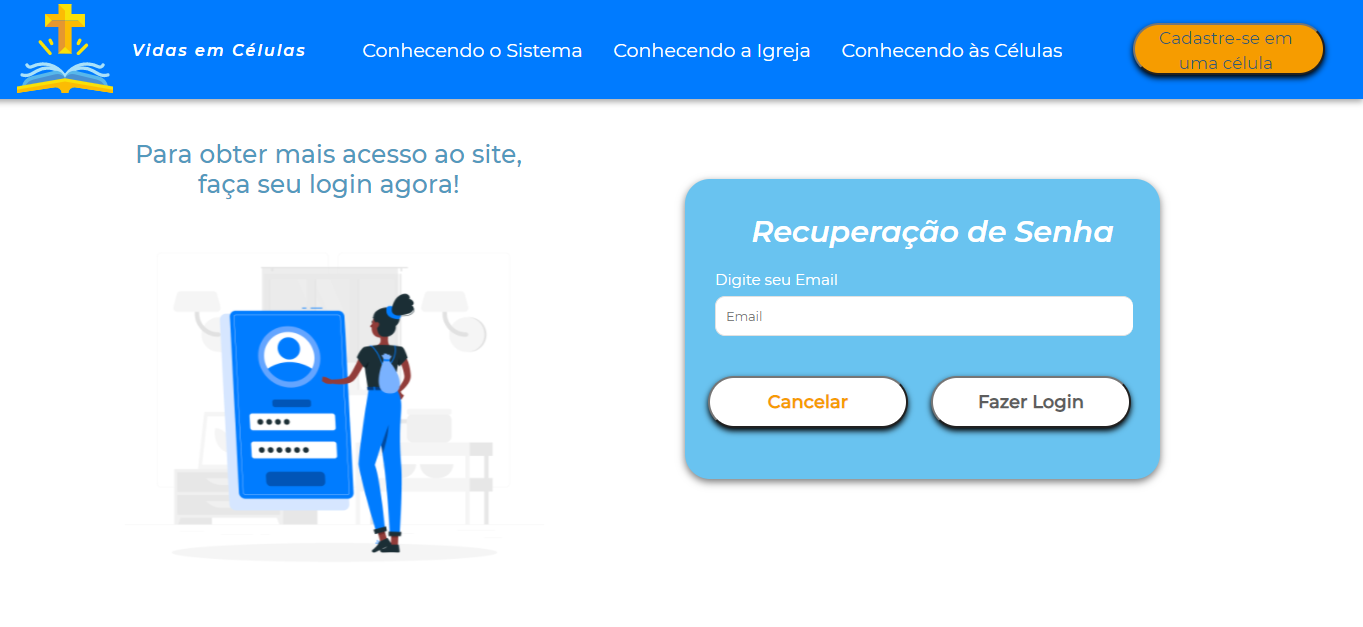 Vidas em Células
Conhecendo o Sistema
Conhecendo a Igreja
Conhecendo às Células
Cadastre-se em
uma célula
Para obter mais acesso ao site,
faça seu login agora!
Recuperação de Senha
Digite seu Email
Email
Cancelar
Fazer Login